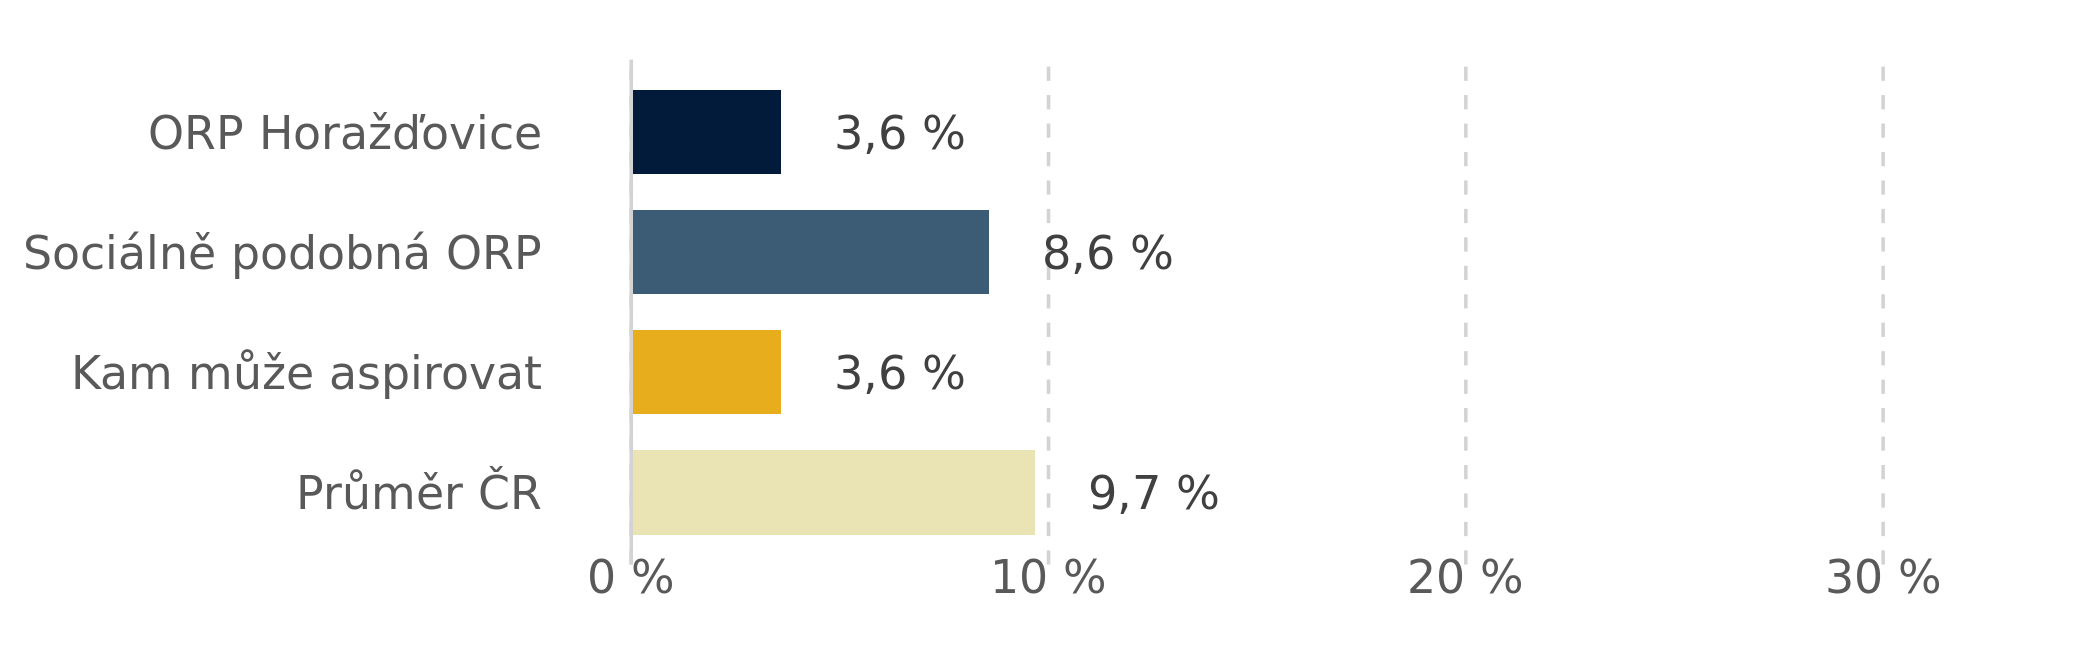 ORP Horažďovice 3,6 %
Sociálně podobná ORP 8,6 %
Kam může aspirovat 3,6 %
Průměr ČR 9,7 %
0 % 10 % 20 % 30 %